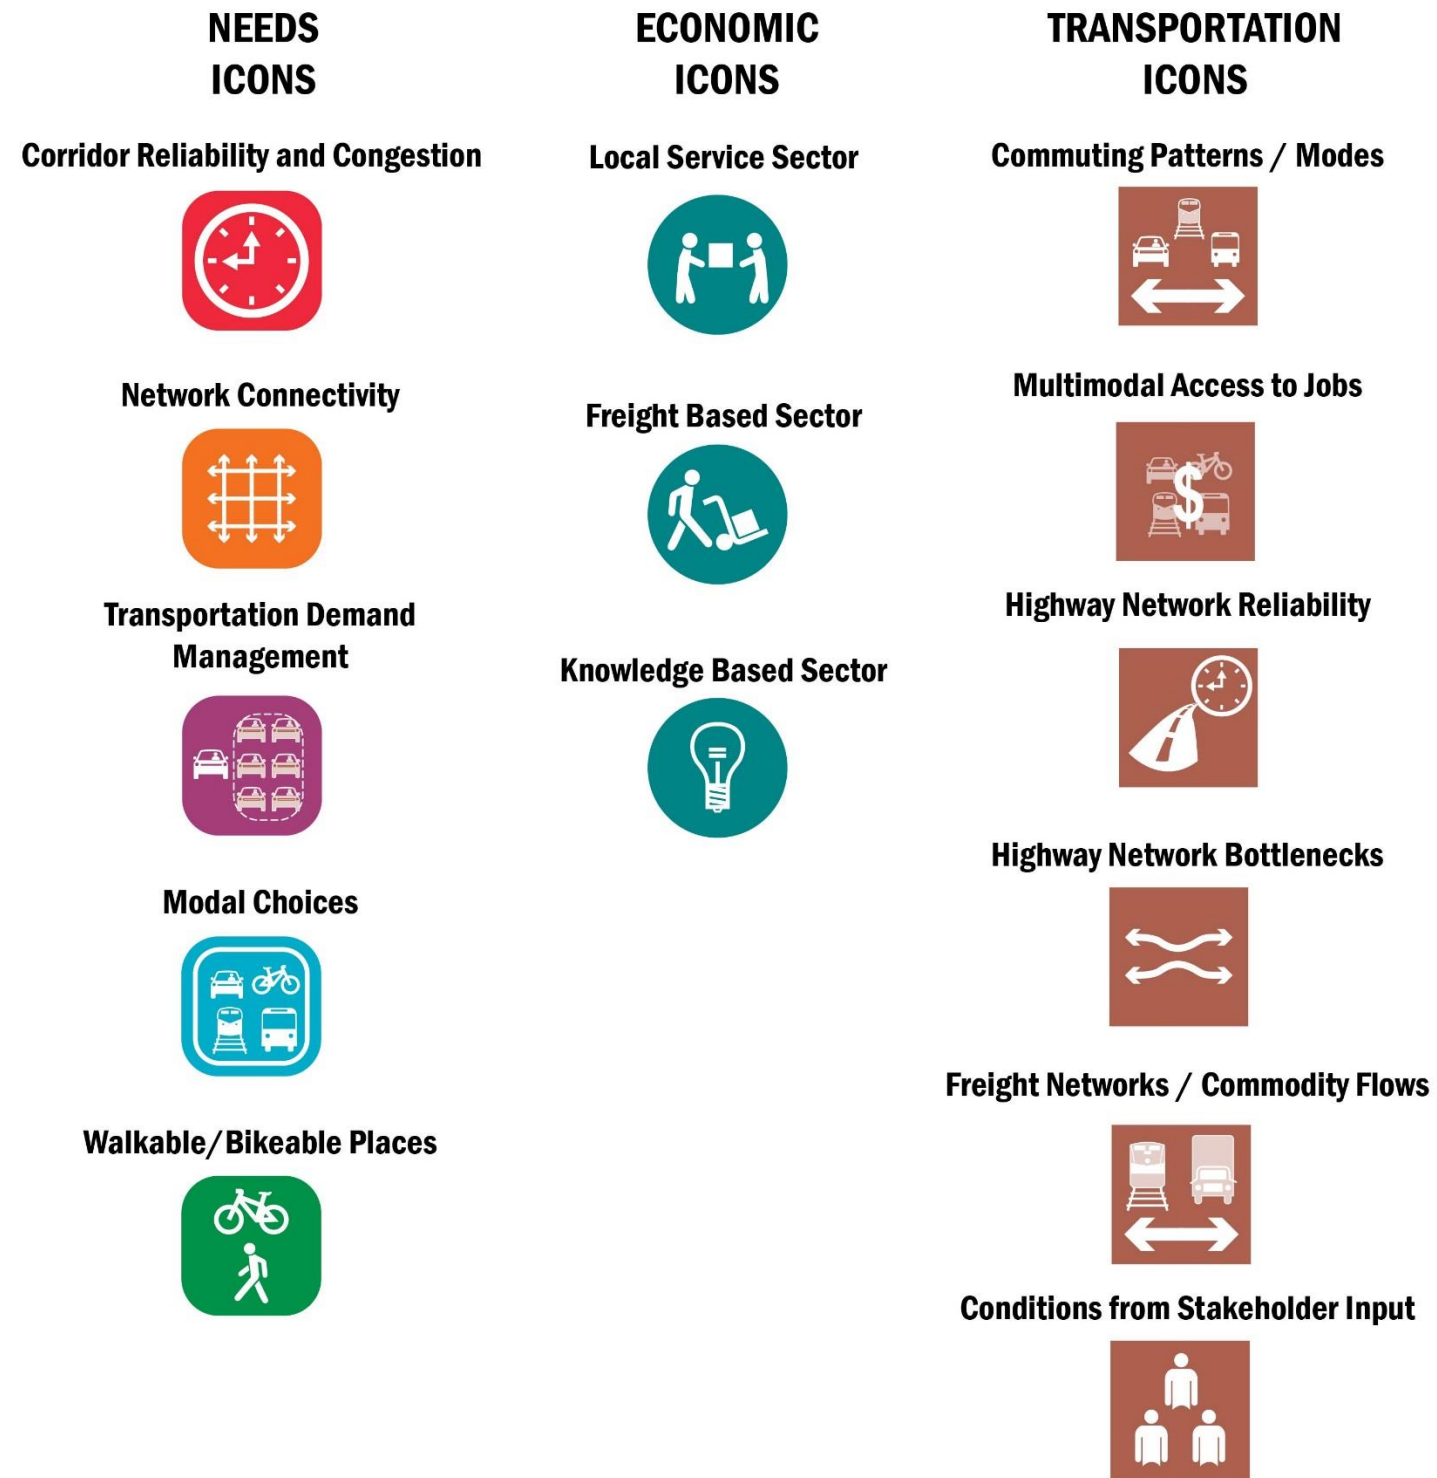 NEEDS
ICONS
Corridor Reliability and Congestion
Network Connectivity
Transportation Demand
Management
Modal Choices
Walkable/Bikeable Places
ECONOMIC
ICONS
Local Service Sector
Freight Based Sector
Knowledge Based Sector
TRANSPORTATION
ICONS
Commuting Patterns / Modes
Multimodal Access to Jobs
$
Highway Network Reliability
Highway Network Bottlenecks
Freight Networks / Commodity Flows
Conditions from Stakeholder Input